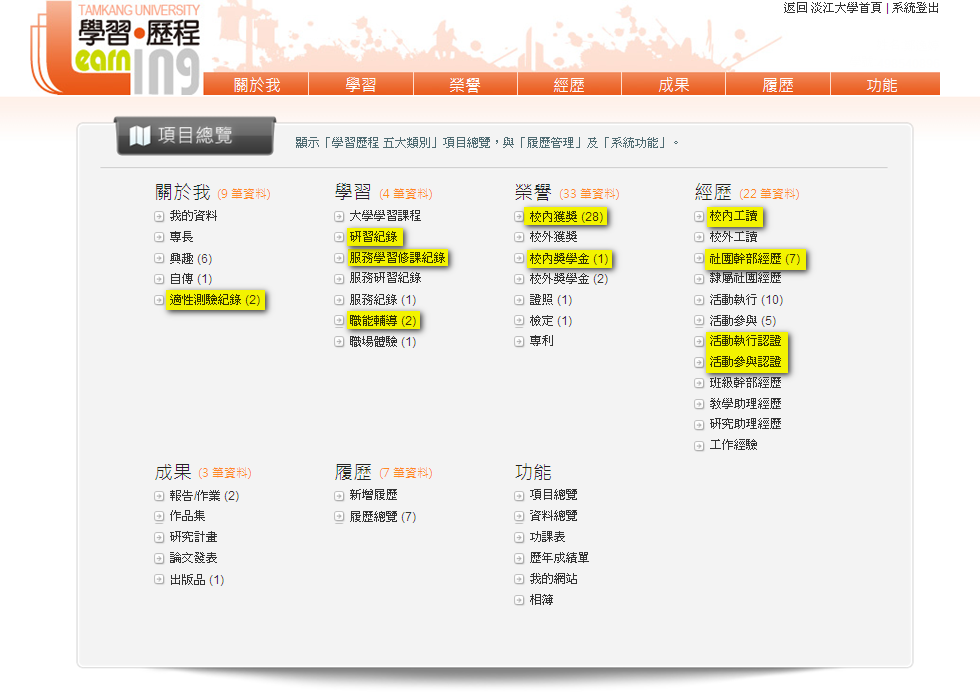 返回 淡江大學首頁 | 系統登出
TAMKANG UNIVERSITY
學習•歷程
earn ing
關於我 學習 榮譽 經歷 成果 履歷 功能
項目總覽
顯示「學習歷程 五大類別」項目總覽,與「履歷管理」及「系統功能」。
關於我 (9 筆資料)
我的資料
專長
興趣 (6)
自傳 (1)
適性測驗紀錄 (2)
學習 (4 筆資料)
大學學習課程
研習紀錄
服務學習修課紀錄
服務研習紀錄
服務紀錄 (1)
職能輔導 (2)
職場體驗 (1)
榮譽 (33 筆資料)
校內獲獎 (28)
校外獲獎
校內獎學金 (1)
校外獎學金 (2)
證照 (1)
檢定 (1)
專利
經歷 (22 筆資料)
校內工讀
校外工讀
社團幹部經歷 (7)
隸屬社團經歷
活動執行 (10)
活動參與 (5)
活動執行認證
活動參與認證
班級幹部經歷
教學助理經歷
研究助理經歷
工作經驗
成果 (3 筆資料)
報告/作業 (2)
作品集
研究計畫
論文發表
出版品 (1)
履歷 (7 筆資料)
新增履歷
履歷總覽 (7)
功能
項目總覽
資料總覽
功課表
歷年成績單
我的網站
相簿